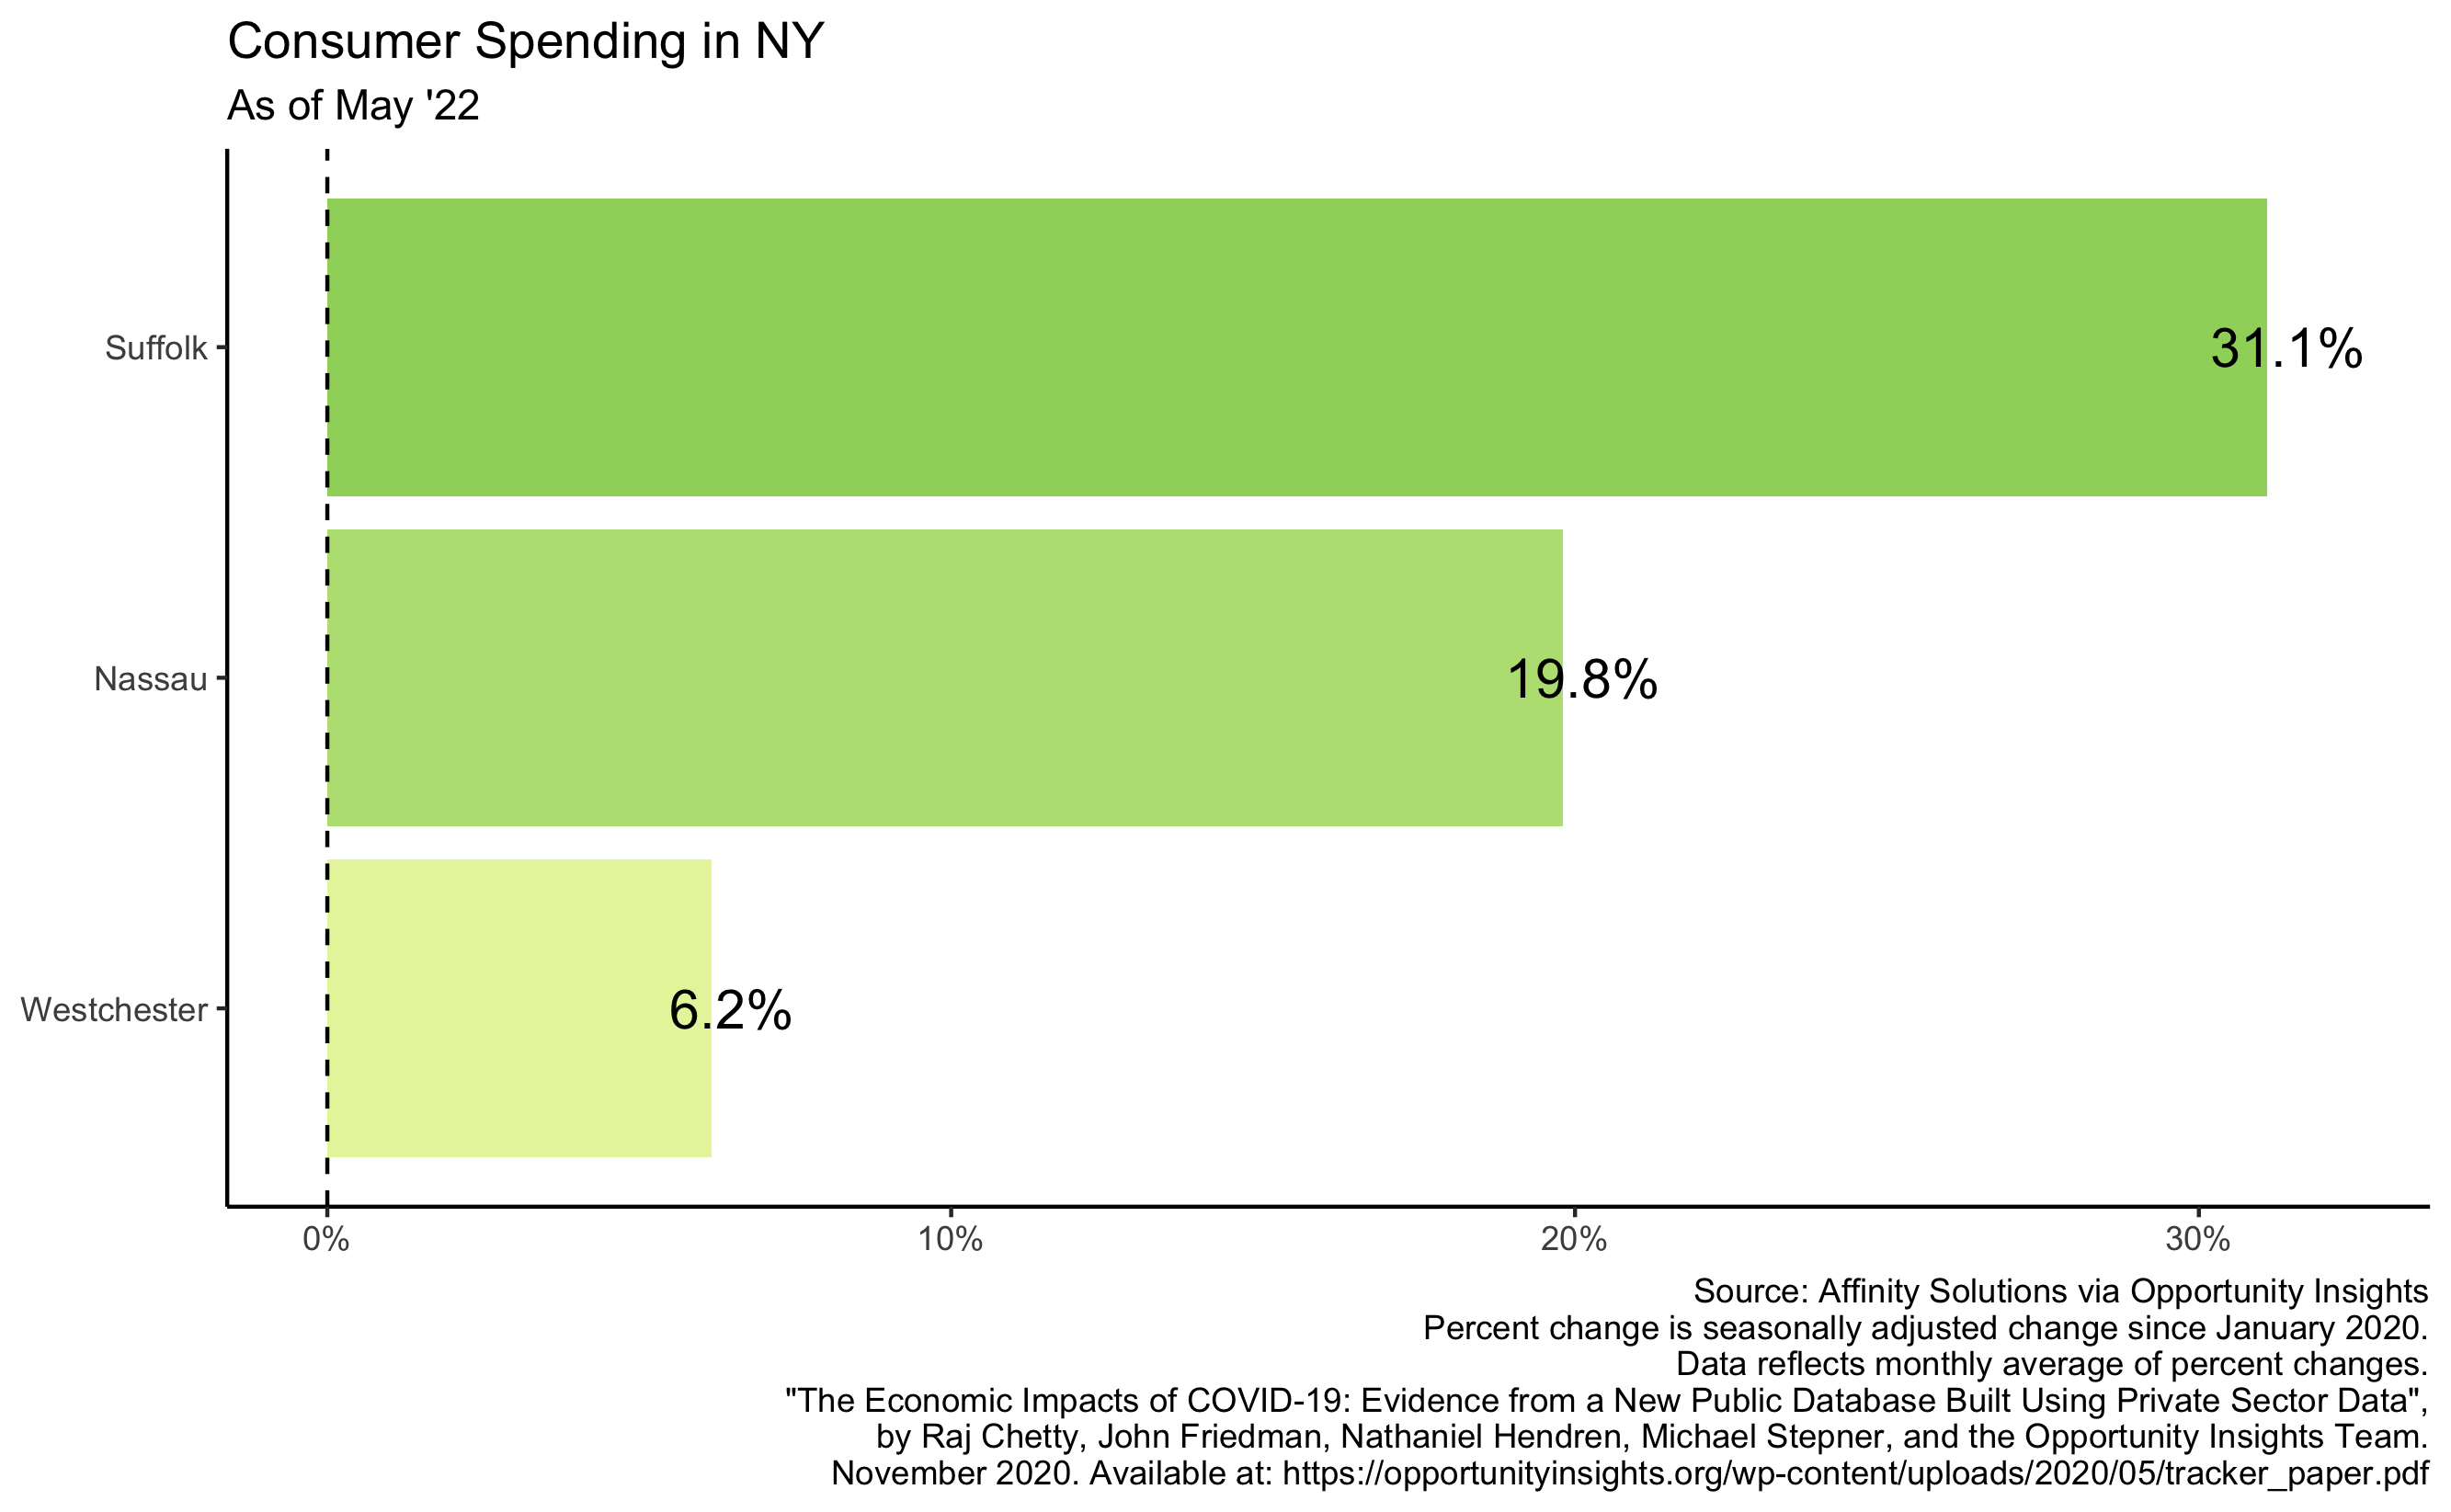 Consumer Spending in NY
As of May '22
Suffolk
31.1%
Nassau
19.8%
Westchester
6.2%
0%
10%
20%
30%
Source: Affinity Solutions via Opportunity Insights
Percent change is seasonally adjusted change since January 2020.
Data reflects monthly average of percent changes.
"The Economic Impacts of COVID-19: Evidence from a New Public Database Built Using Private Sector Data",
by Raj Chetty, John Friedman, Nathaniel Hendren, Michael Stepner, and the Opportunity Insights Team.
November 2020. Available at: https://opportunityinsights.org/wp-content/uploads/2020/05/tracker_paper.pdf